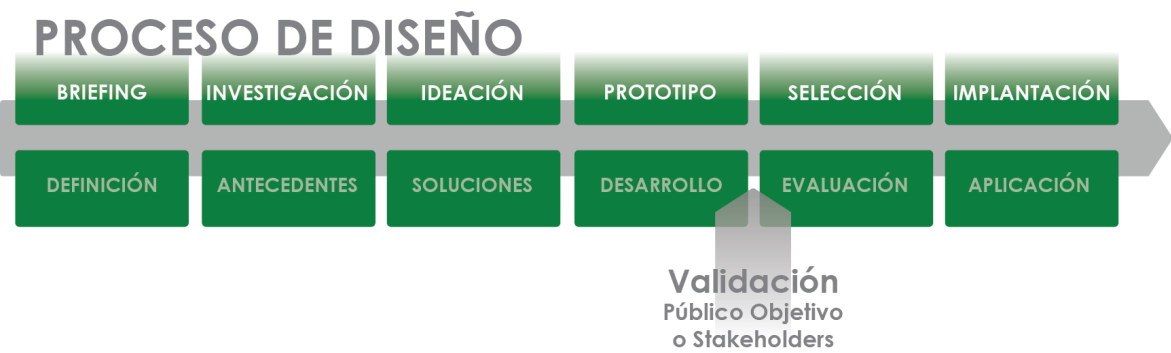 PROCESO DE DISEÑO
BRIEFING INVESTIGACIÓN IDEACIÓN PROTOTIPO SELECCIÓN IMPLANTACIÓN
DEFINICIÓN ANTECEDENTES SOLUCIONES DESARROLLO EVALUACIÓN APLICACIÓN
Validación
Público Objetivo
o Stakeholders